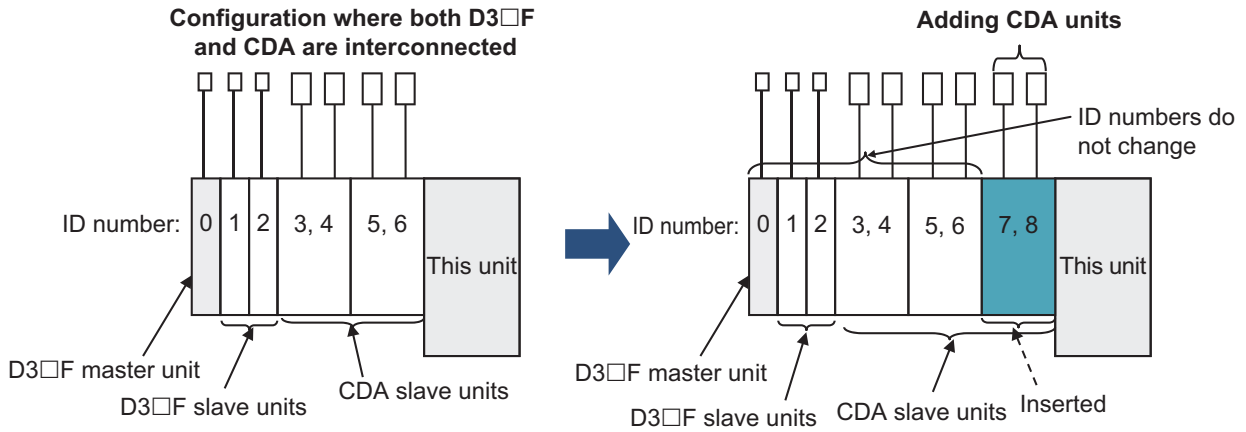 Configuration where both D3□F
and CDA are interconnected
ID number:
0
1
2
3, 4
5, 6
This unit
D3□F master unit
D3□F slave units
CDA slave units
Adding CDA units
ID numbers do
not change
ID number:
0
1
2
3, 4
5, 6
7, 8
This unit
D3□F master unit
D3□F slave units
CDA slave units
Inserted